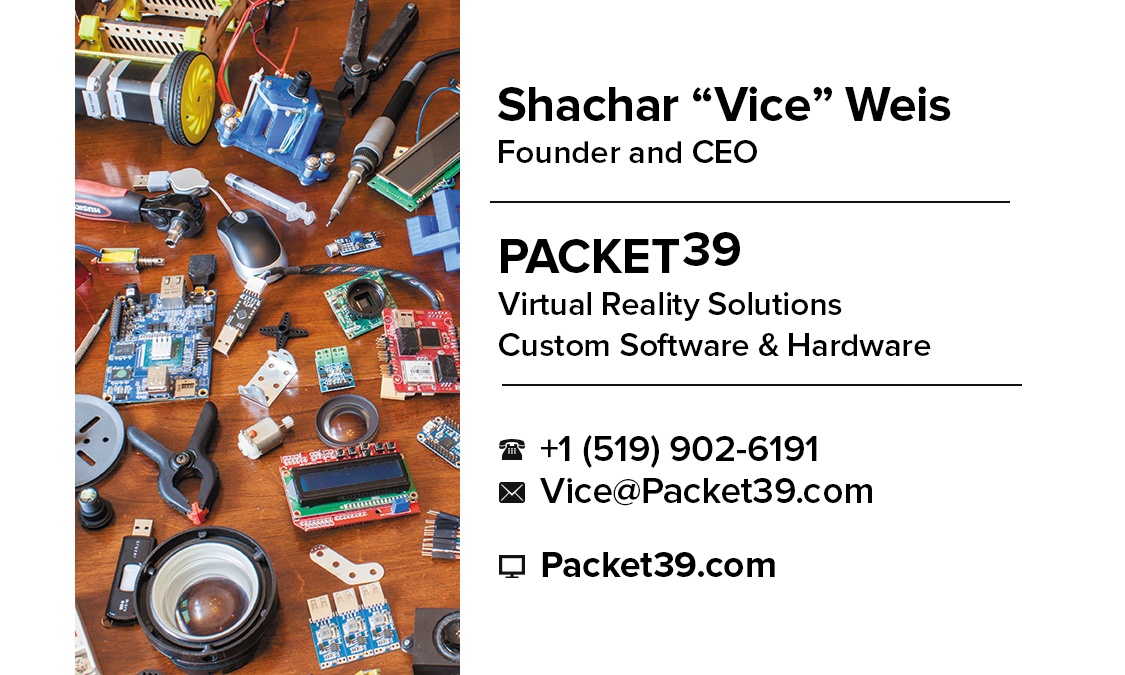 Shachar “Vice” Weis
Founder and CEO
PACKET39
Virtual Reality Solutions
Custom Software & Hardware
+1 (519) 902-6191
Vice@Packet39.com
Packet39.com
HUSKY